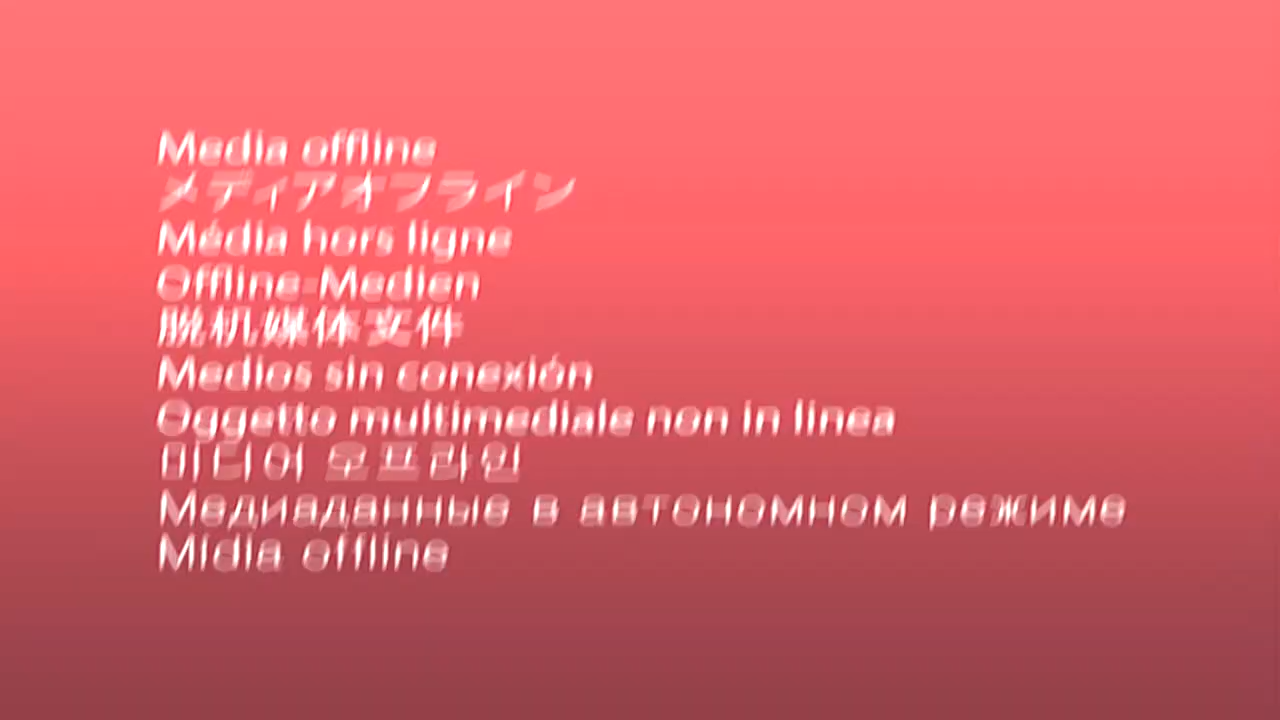 Media offline
メディアオフライン
Média hors ligne
Offline-Medien
脱机媒体文件
Medios sin conexión
Oggetto multimediale non in linea
미디어 오프라인
Медиаданные в автономном режиме
Mídia offline